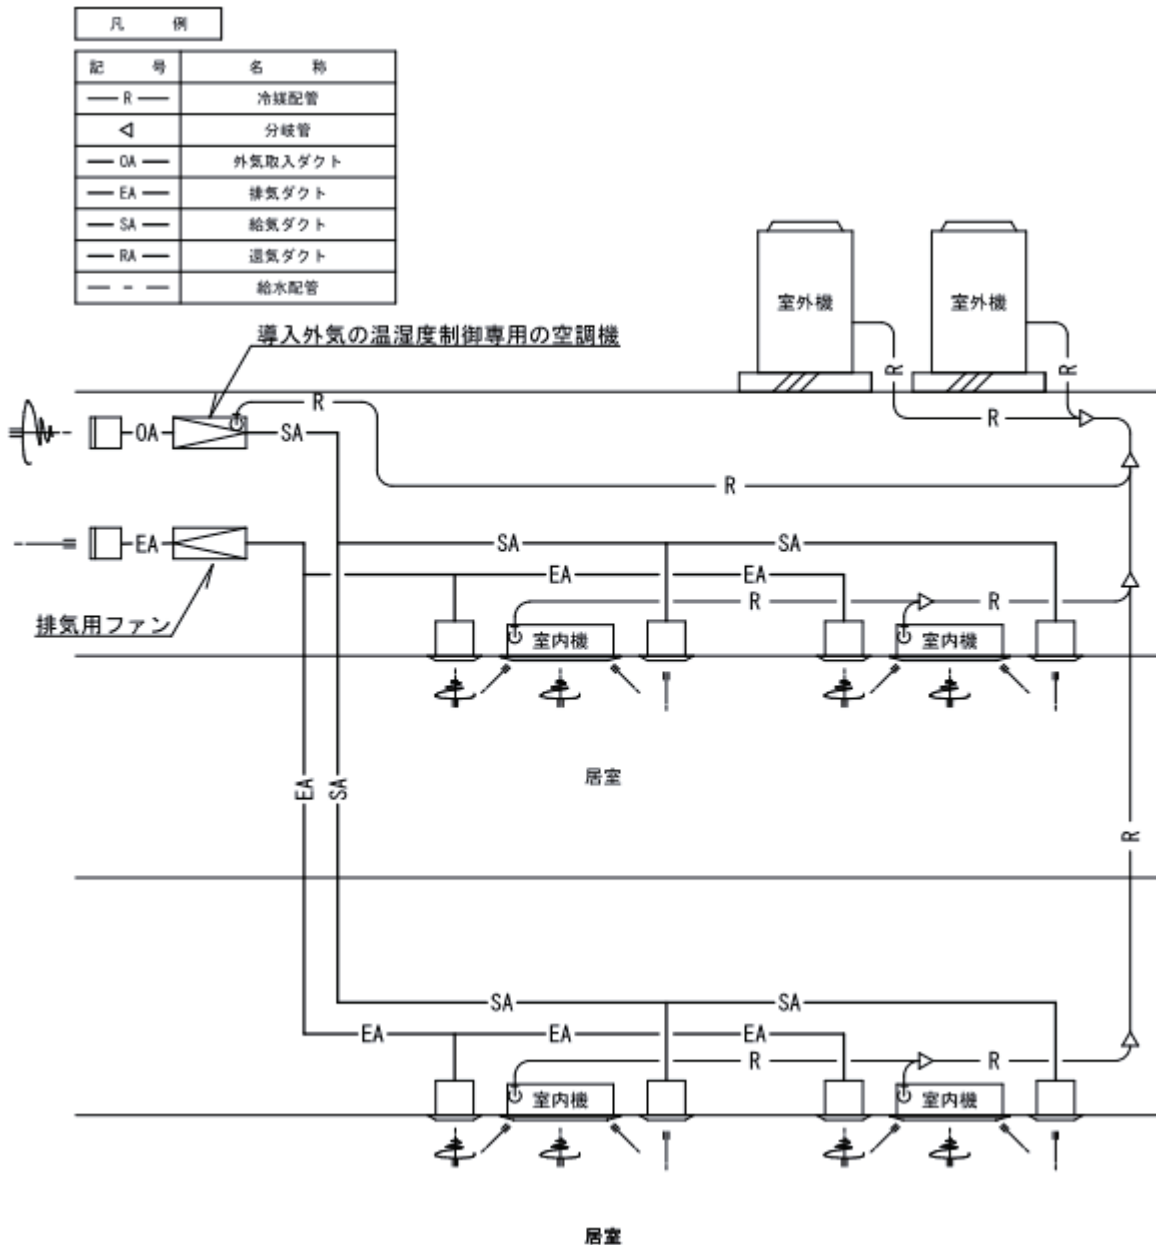 凡 例
記 号 名 称
R 冷媒配管
分岐管
OA 外気取入ダクト
EA 排気ダクト
SA 給気ダクト
RA 還気ダクト
給水配管
導入外気の温湿度制御専用の空調機
室外機 室外機
R R
R R
OA SA
R
EA SA SA
EA EA
R R
排気用ファン
室内機 室内機
居室
EA SA
R
SA SA
EA EA EA
R R
室内機 室内機
居室